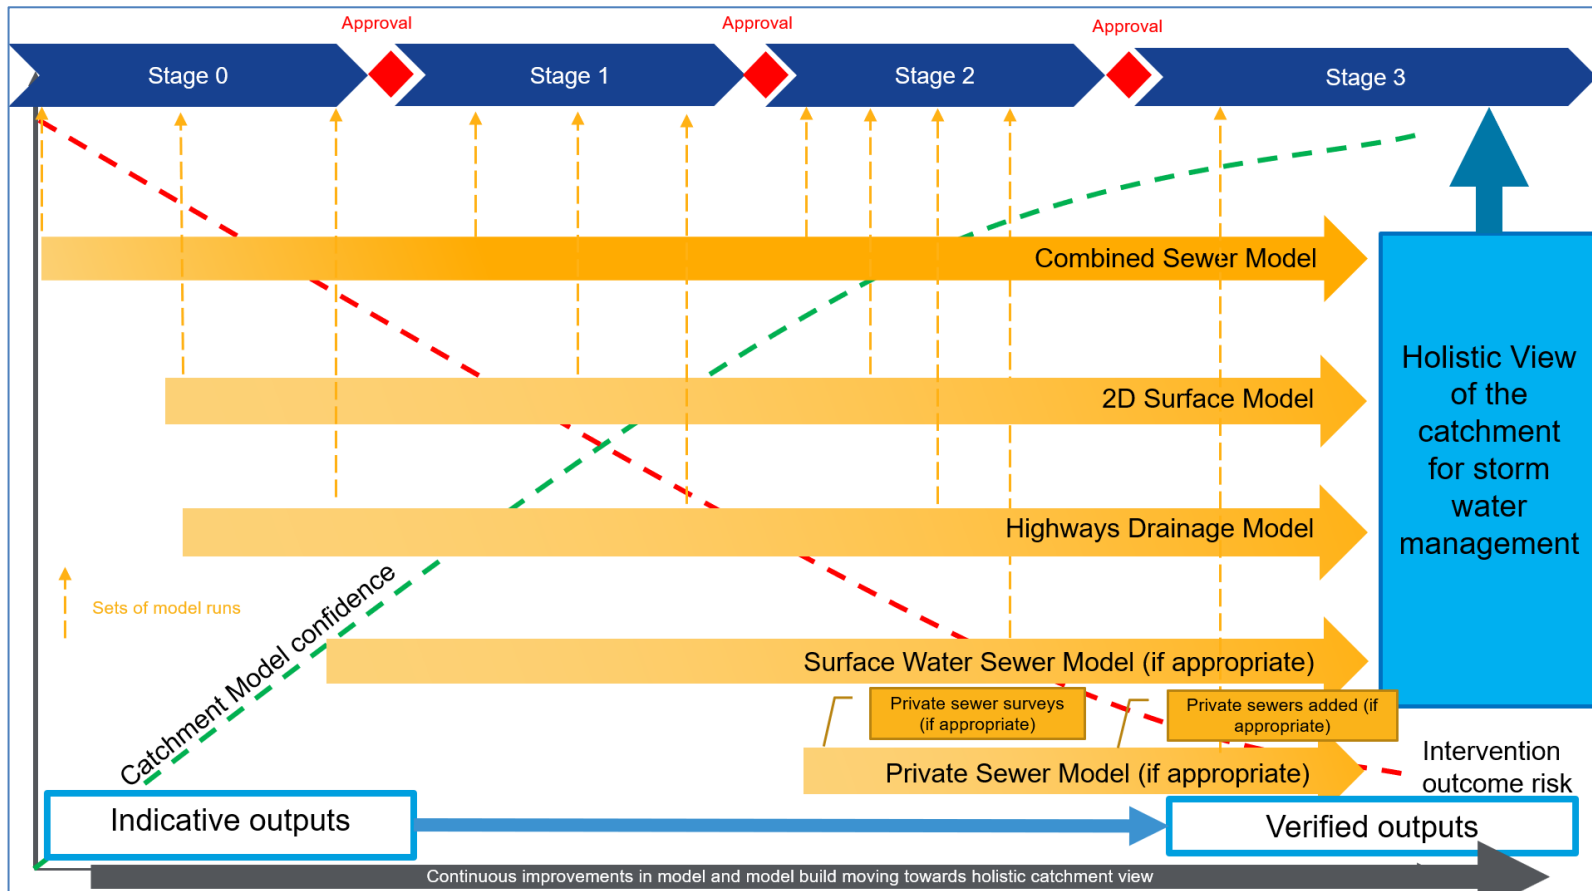 Approval
Approval
Approval
Stage 0
Stage 1
Stage 2
Stage 3
Combined Sewer Model
2D Surface Model
Highways Drainage Model
Sets of model runs
Catchment Model confidence
Surface Water Sewer Model (if appropriate)
Private sewer surveys
(if appropriate)
Private sewers added (if
appropriate)
Private Sewer Model (if appropriate)
Holistic View
of the
catchment
for storm
water
management
Intervention
outcome risk
Indicative outputs
Verified outputs
Continuous improvements in model and model build moving towards holistic catchment view